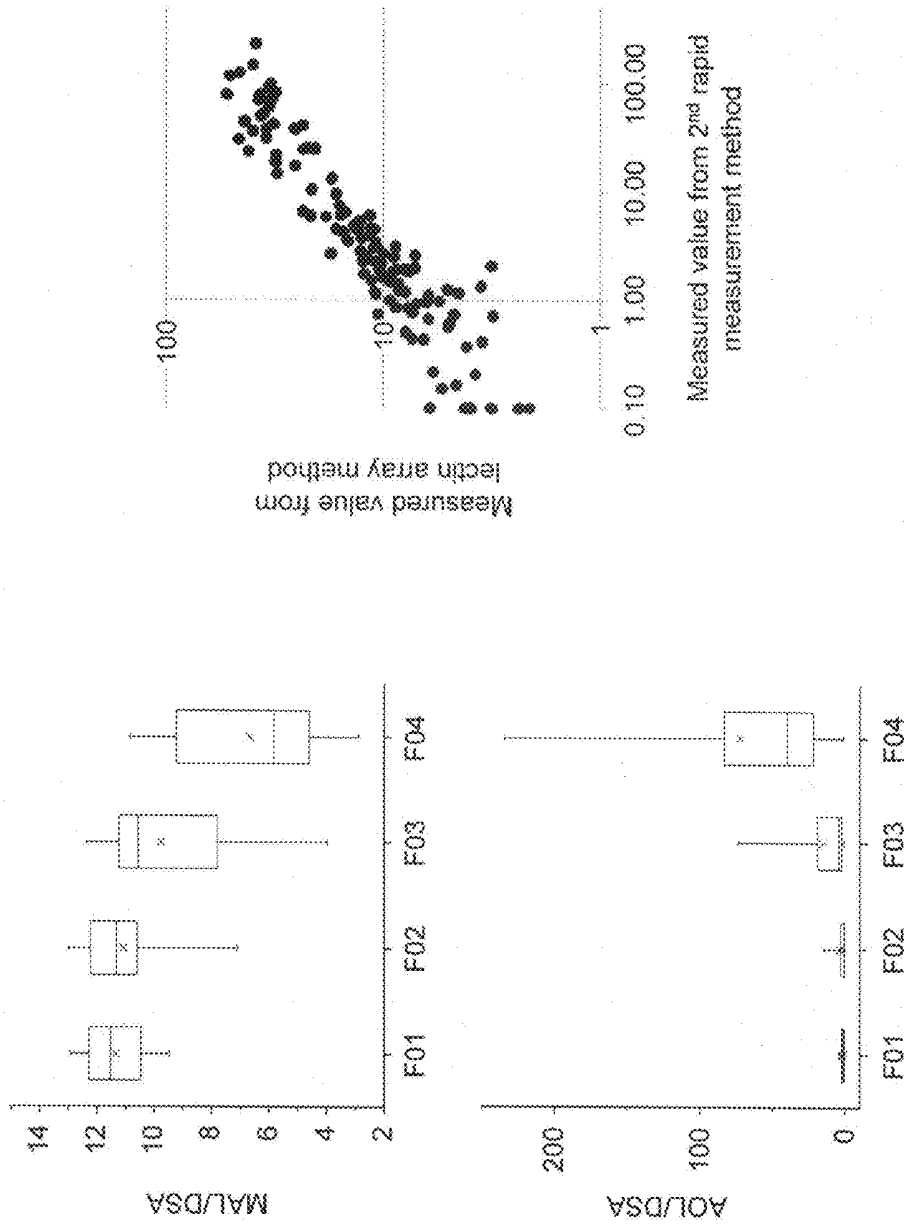 MAL/DSA
14
12
10
8
6
4
2
F01 F02 F03 F04
AOL/DSA
200
100
0
F01 F02 F03 F04
Measured value from
lectin array method
100
10
1
0.10 1.00 10.00 100.00
Measured value from 2nd rapid
measurement method